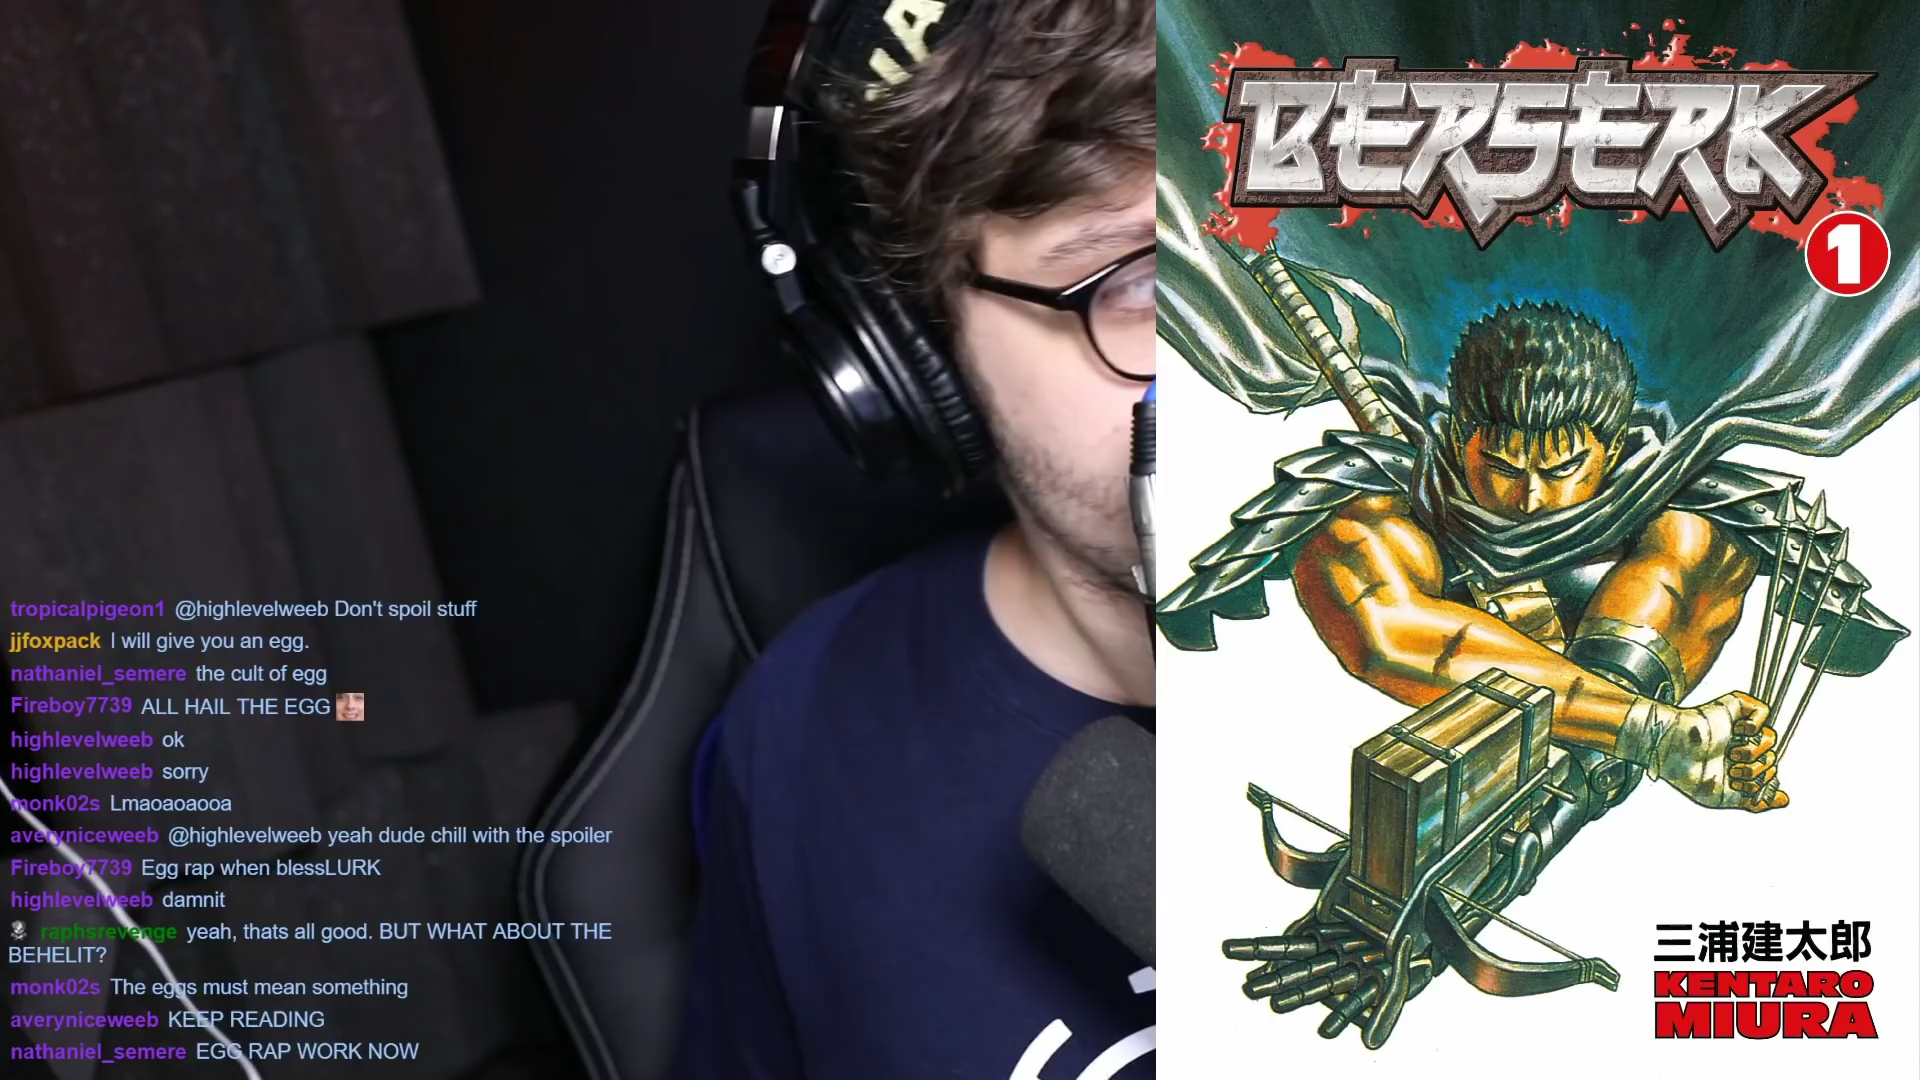 tropicalpigeon1 @highlevelweeb Don't spoil stuff
jjfoxpack I will give you an egg.
nathaniel_semere the cult of egg
Fireboy7739 ALL HAIL THE EGG
highlevelweeb ok
highlevelweeb sorry
monk02s Lmaoaoaooa
averyniceweeb @highlevelweeb yeah dude chill with the spoiler
Fireboy7739 Egg rap when blessLURK
highlevelweeb damnit
raphsrevenge yeah, thats all good. BUT WHAT ABOUT THE
BEHELIT?
monk02s The eggs must mean something
averyniceweeb KEEP READING
nathaniel_semere EGG RAP WORK NOW
BERSERK
1
三浦建太郎
KENTARO
MIURA